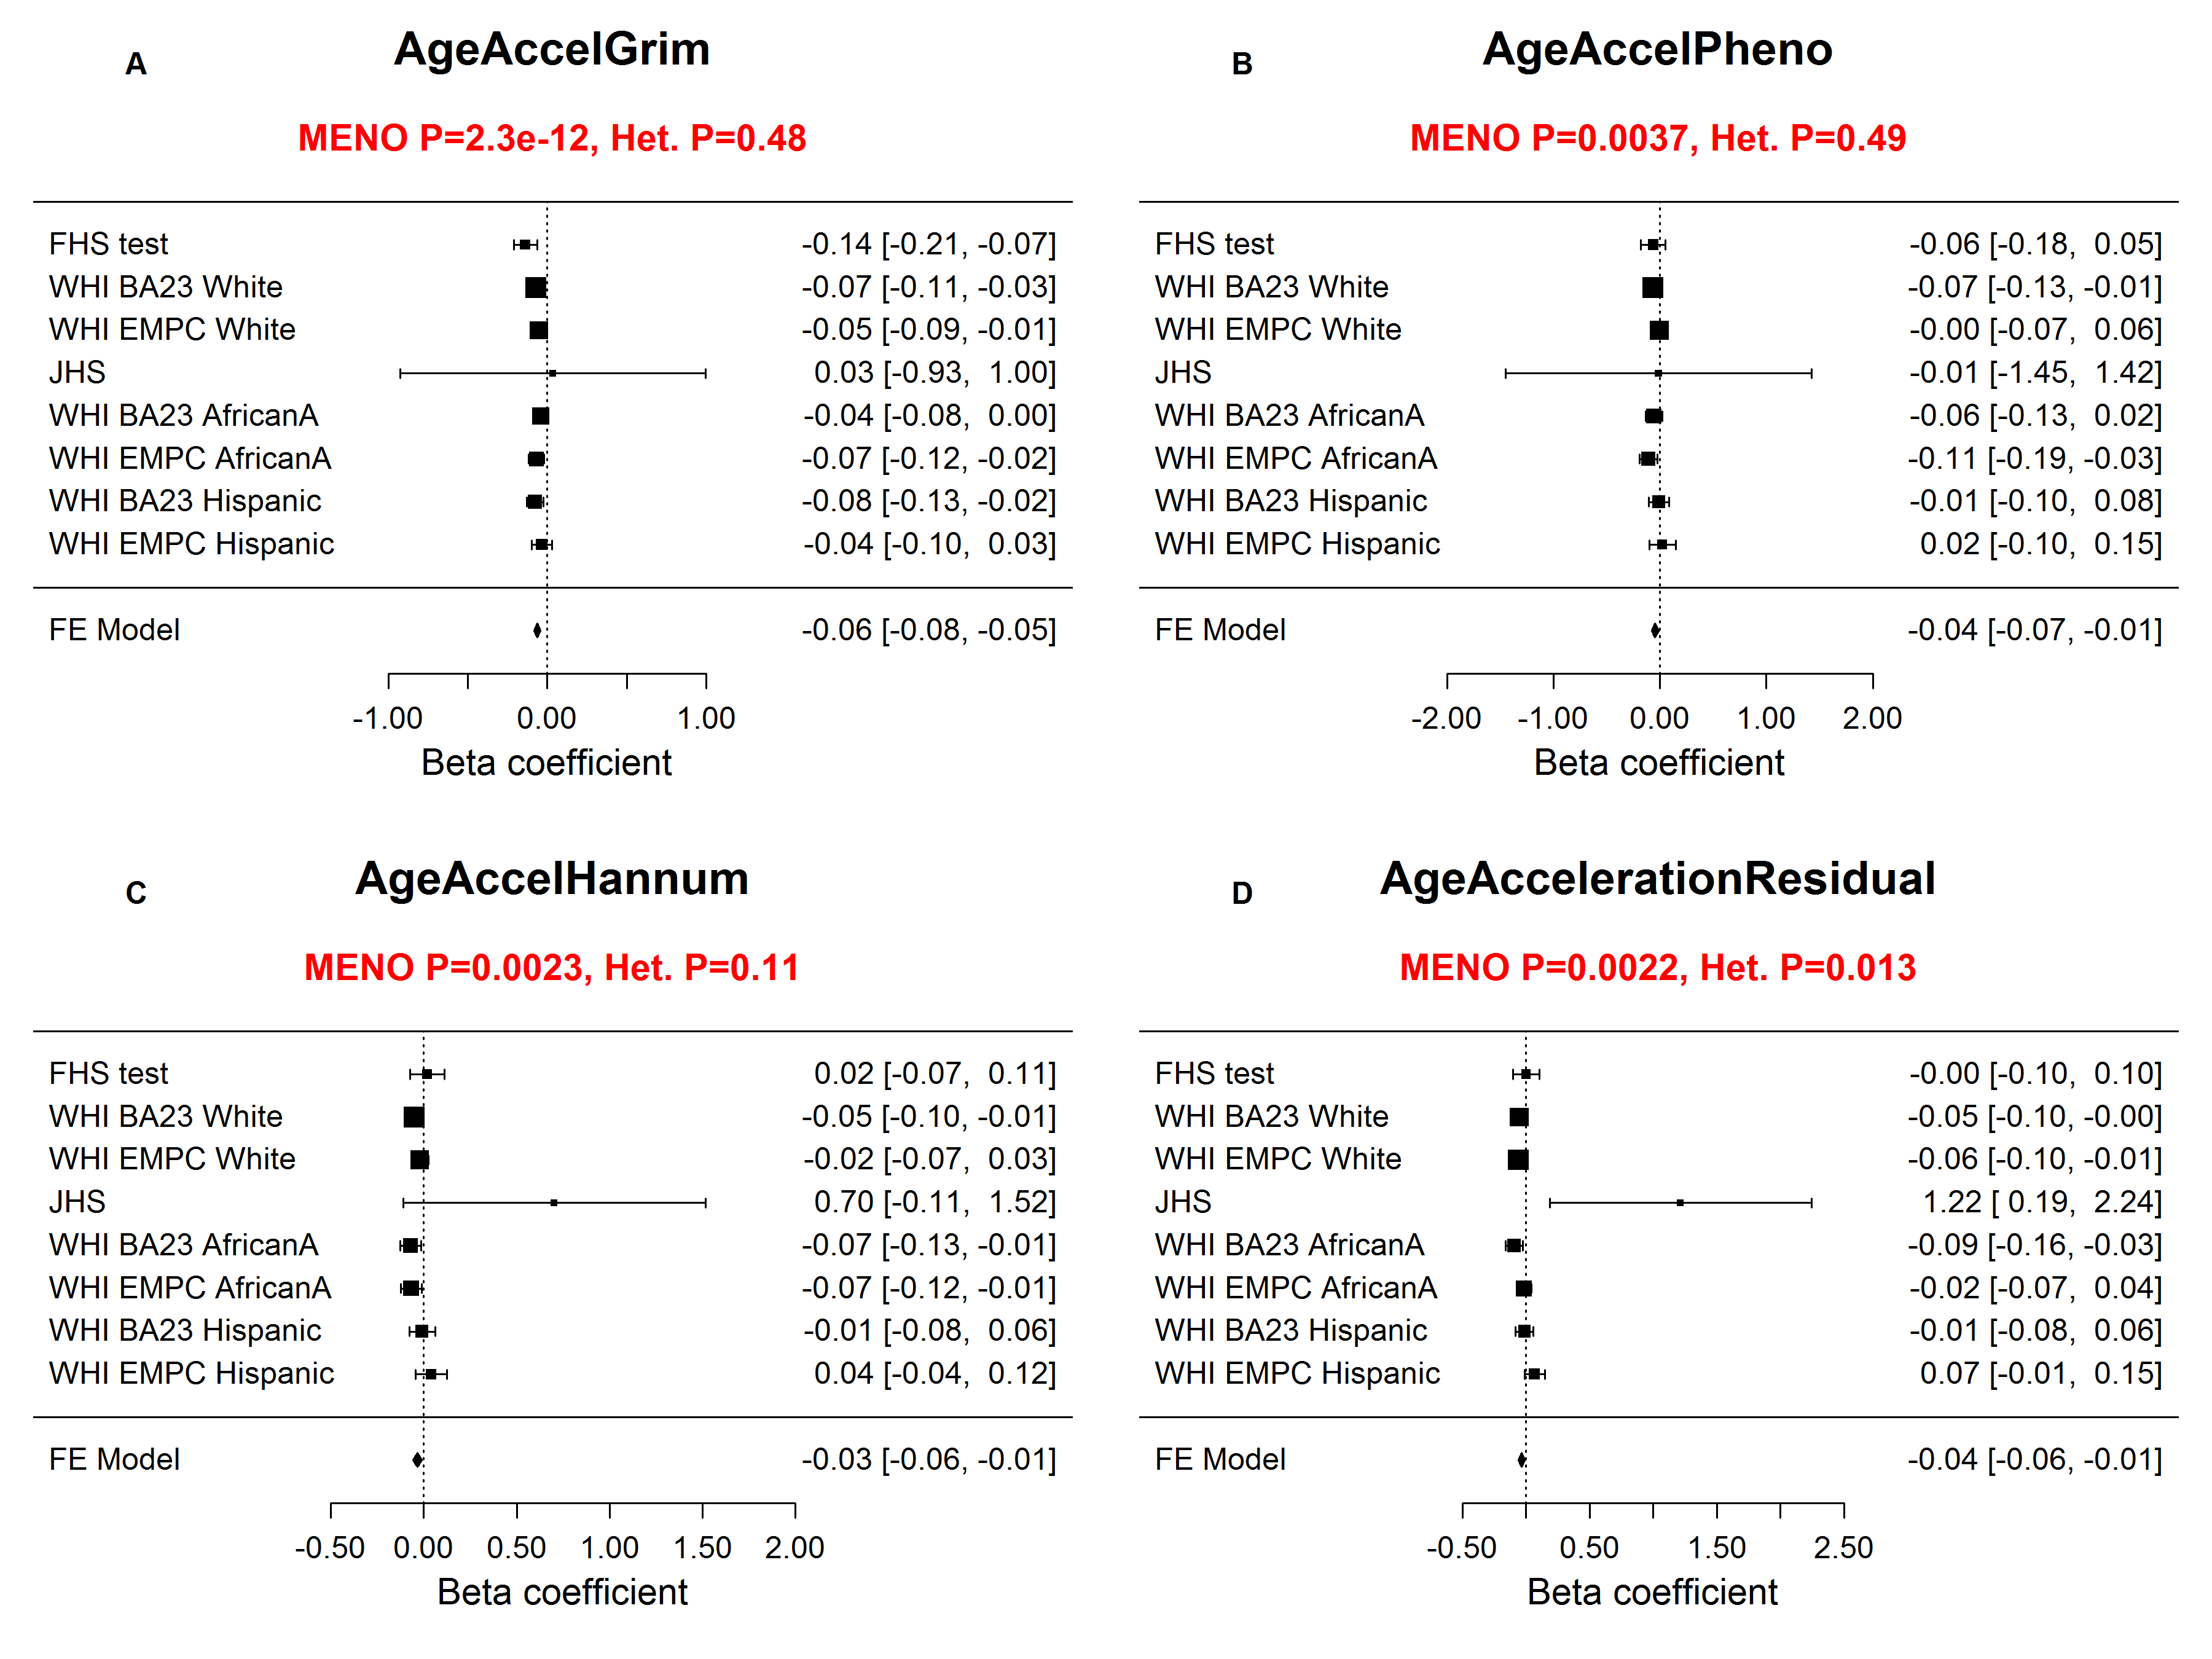 A
AgeAccelGrim
MENO P=2.3e-12, Het. P=0.48
FHS test -0.14 [-0.21, -0.07]
WHI BA23 White -0.07 [-0.11, -0.03]
WHI EMPC White -0.05 [-0.09, -0.01]
JHS 0.03 [-0.93, 1.00]
WHI BA23 AfricanA -0.04 [-0.08, 0.00]
WHI EMPC AfricanA -0.07 [-0.12, -0.02]
WHI BA23 Hispanic -0.08 [-0.13, -0.02]
WHI EMPC Hispanic -0.04 [-0.10, 0.03]
FE Model -0.06 [-0.08, -0.05]
-1.00 0.00 1.00
Beta coefficient
B
AgeAccelPheno
MENO P=0.0037, Het. P=0.49
FHS test -0.06 [-0.18, 0.05]
WHI BA23 White -0.07 [-0.13, -0.01]
WHI EMPC White -0.00 [-0.07, 0.06]
JHS -0.01 [-1.45, 1.42]
WHI BA23 AfricanA -0.06 [-0.13, 0.02]
WHI EMPC AfricanA -0.11 [-0.19, -0.03]
WHI BA23 Hispanic -0.01 [-0.10, 0.08]
WHI EMPC Hispanic 0.02 [-0.10, 0.15]
FE Model -0.04 [-0.07, -0.01]
-2.00 -1.00 0.00 1.00 2.00
Beta coefficient
C
AgeAccelHannum
MENO P=0.0023, Het. P=0.11
FHS test 0.02 [-0.07, 0.11]
WHI BA23 White -0.05 [-0.10, -0.01]
WHI EMPC White -0.02 [-0.07, 0.03]
JHS 0.70 [-0.11, 1.52]
WHI BA23 AfricanA -0.07 [-0.13, -0.01]
WHI EMPC AfricanA -0.07 [-0.12, -0.01]
WHI BA23 Hispanic -0.01 [-0.08, 0.06]
WHI EMPC Hispanic 0.04 [-0.04, 0.12]
FE Model -0.03 [-0.06, -0.01]
-0.50 0.00 0.50 1.00 1.50 2.00
Beta coefficient
D
AgeAccelerationResidual
MENO P=0.0022, Het. P=0.013
FHS test -0.00 [-0.10, 0.10]
WHI BA23 White -0.05 [-0.10, -0.00]
WHI EMPC White -0.06 [-0.10, -0.01]
JHS 1.22 [ 0.19, 2.24]
WHI BA23 AfricanA -0.09 [-0.16, -0.03]
WHI EMPC AfricanA -0.02 [-0.07, 0.04]
WHI BA23 Hispanic -0.01 [-0.08, 0.06]
WHI EMPC Hispanic 0.07 [-0.01, 0.15]
FE Model -0.04 [-0.06, -0.01]
-0.50 0.50 1.50 2.50
Beta coefficient